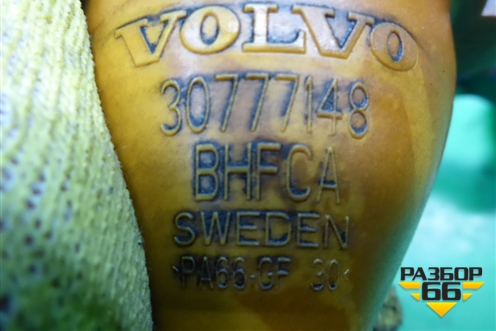 VOLVO
30777148
BHFCA
SWEDEN
>PA66-GF 30<
РАЗБОР
66